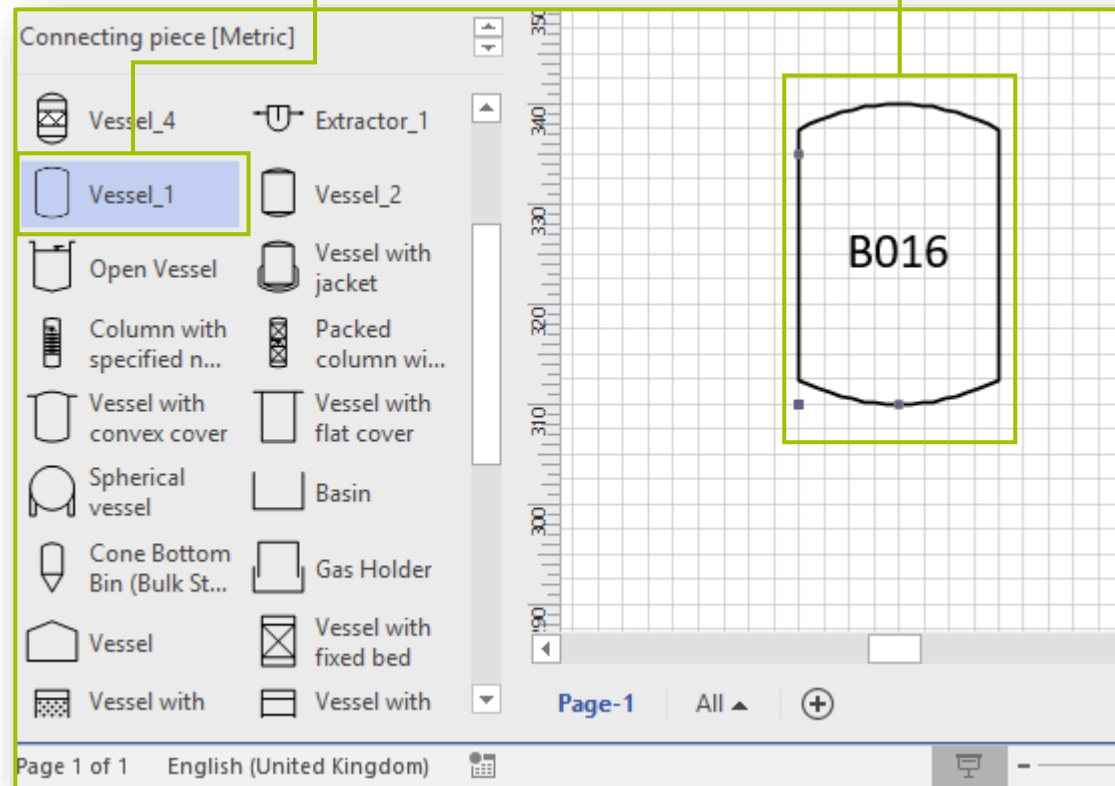 Connecting piece [Metric]
Vessel_4
Extractor_1
Vessel_1
Vessel_2
Open Vessel
Vessel with
jacket
Column with
specified n...
Packed
column wi...
Vessel with
convex cover
Vessel with
flat cover
Spherical
vessel
Basin
Cone Bottom
Bin (Bulk St...
Gas Holder
Vessel
Vessel with
fixed bed
Vessel with
Vessel with
350
340
330
320
310
300
B016
Page-1
All
Page 1 of 1
English (United Kingdom)